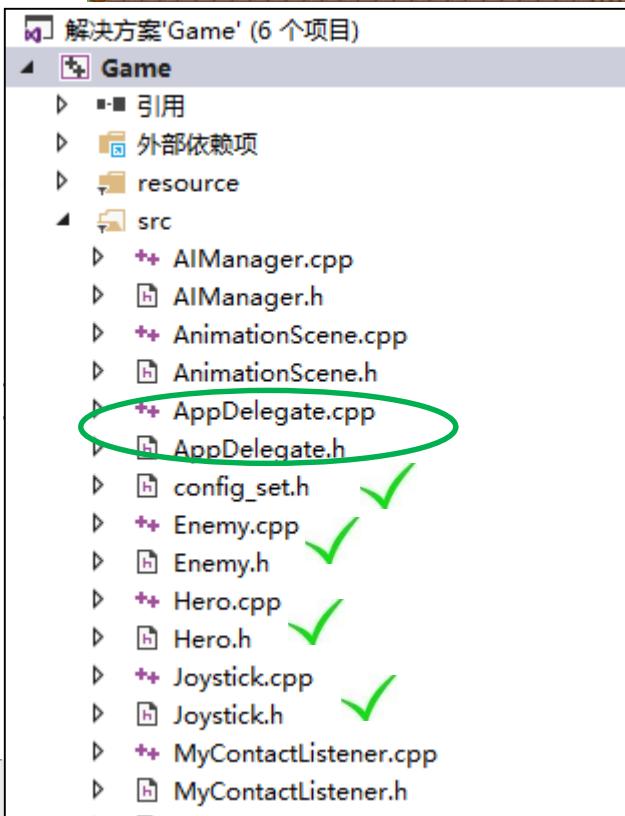 解决方案'Game' (6 个项目)
Game
引用
外部依赖项
resource
src
AIManager.cpp
AIManager.h
AnimationScene.cpp
AnimationScene.h
AppDelegate.cpp
AppDelegate.h
config_set.h
Enemy.cpp
Enemy.h
Hero.cpp
Hero.h
Joystick.cpp
Joystick.h
MyContactListener.cpp
MyContactListener.h